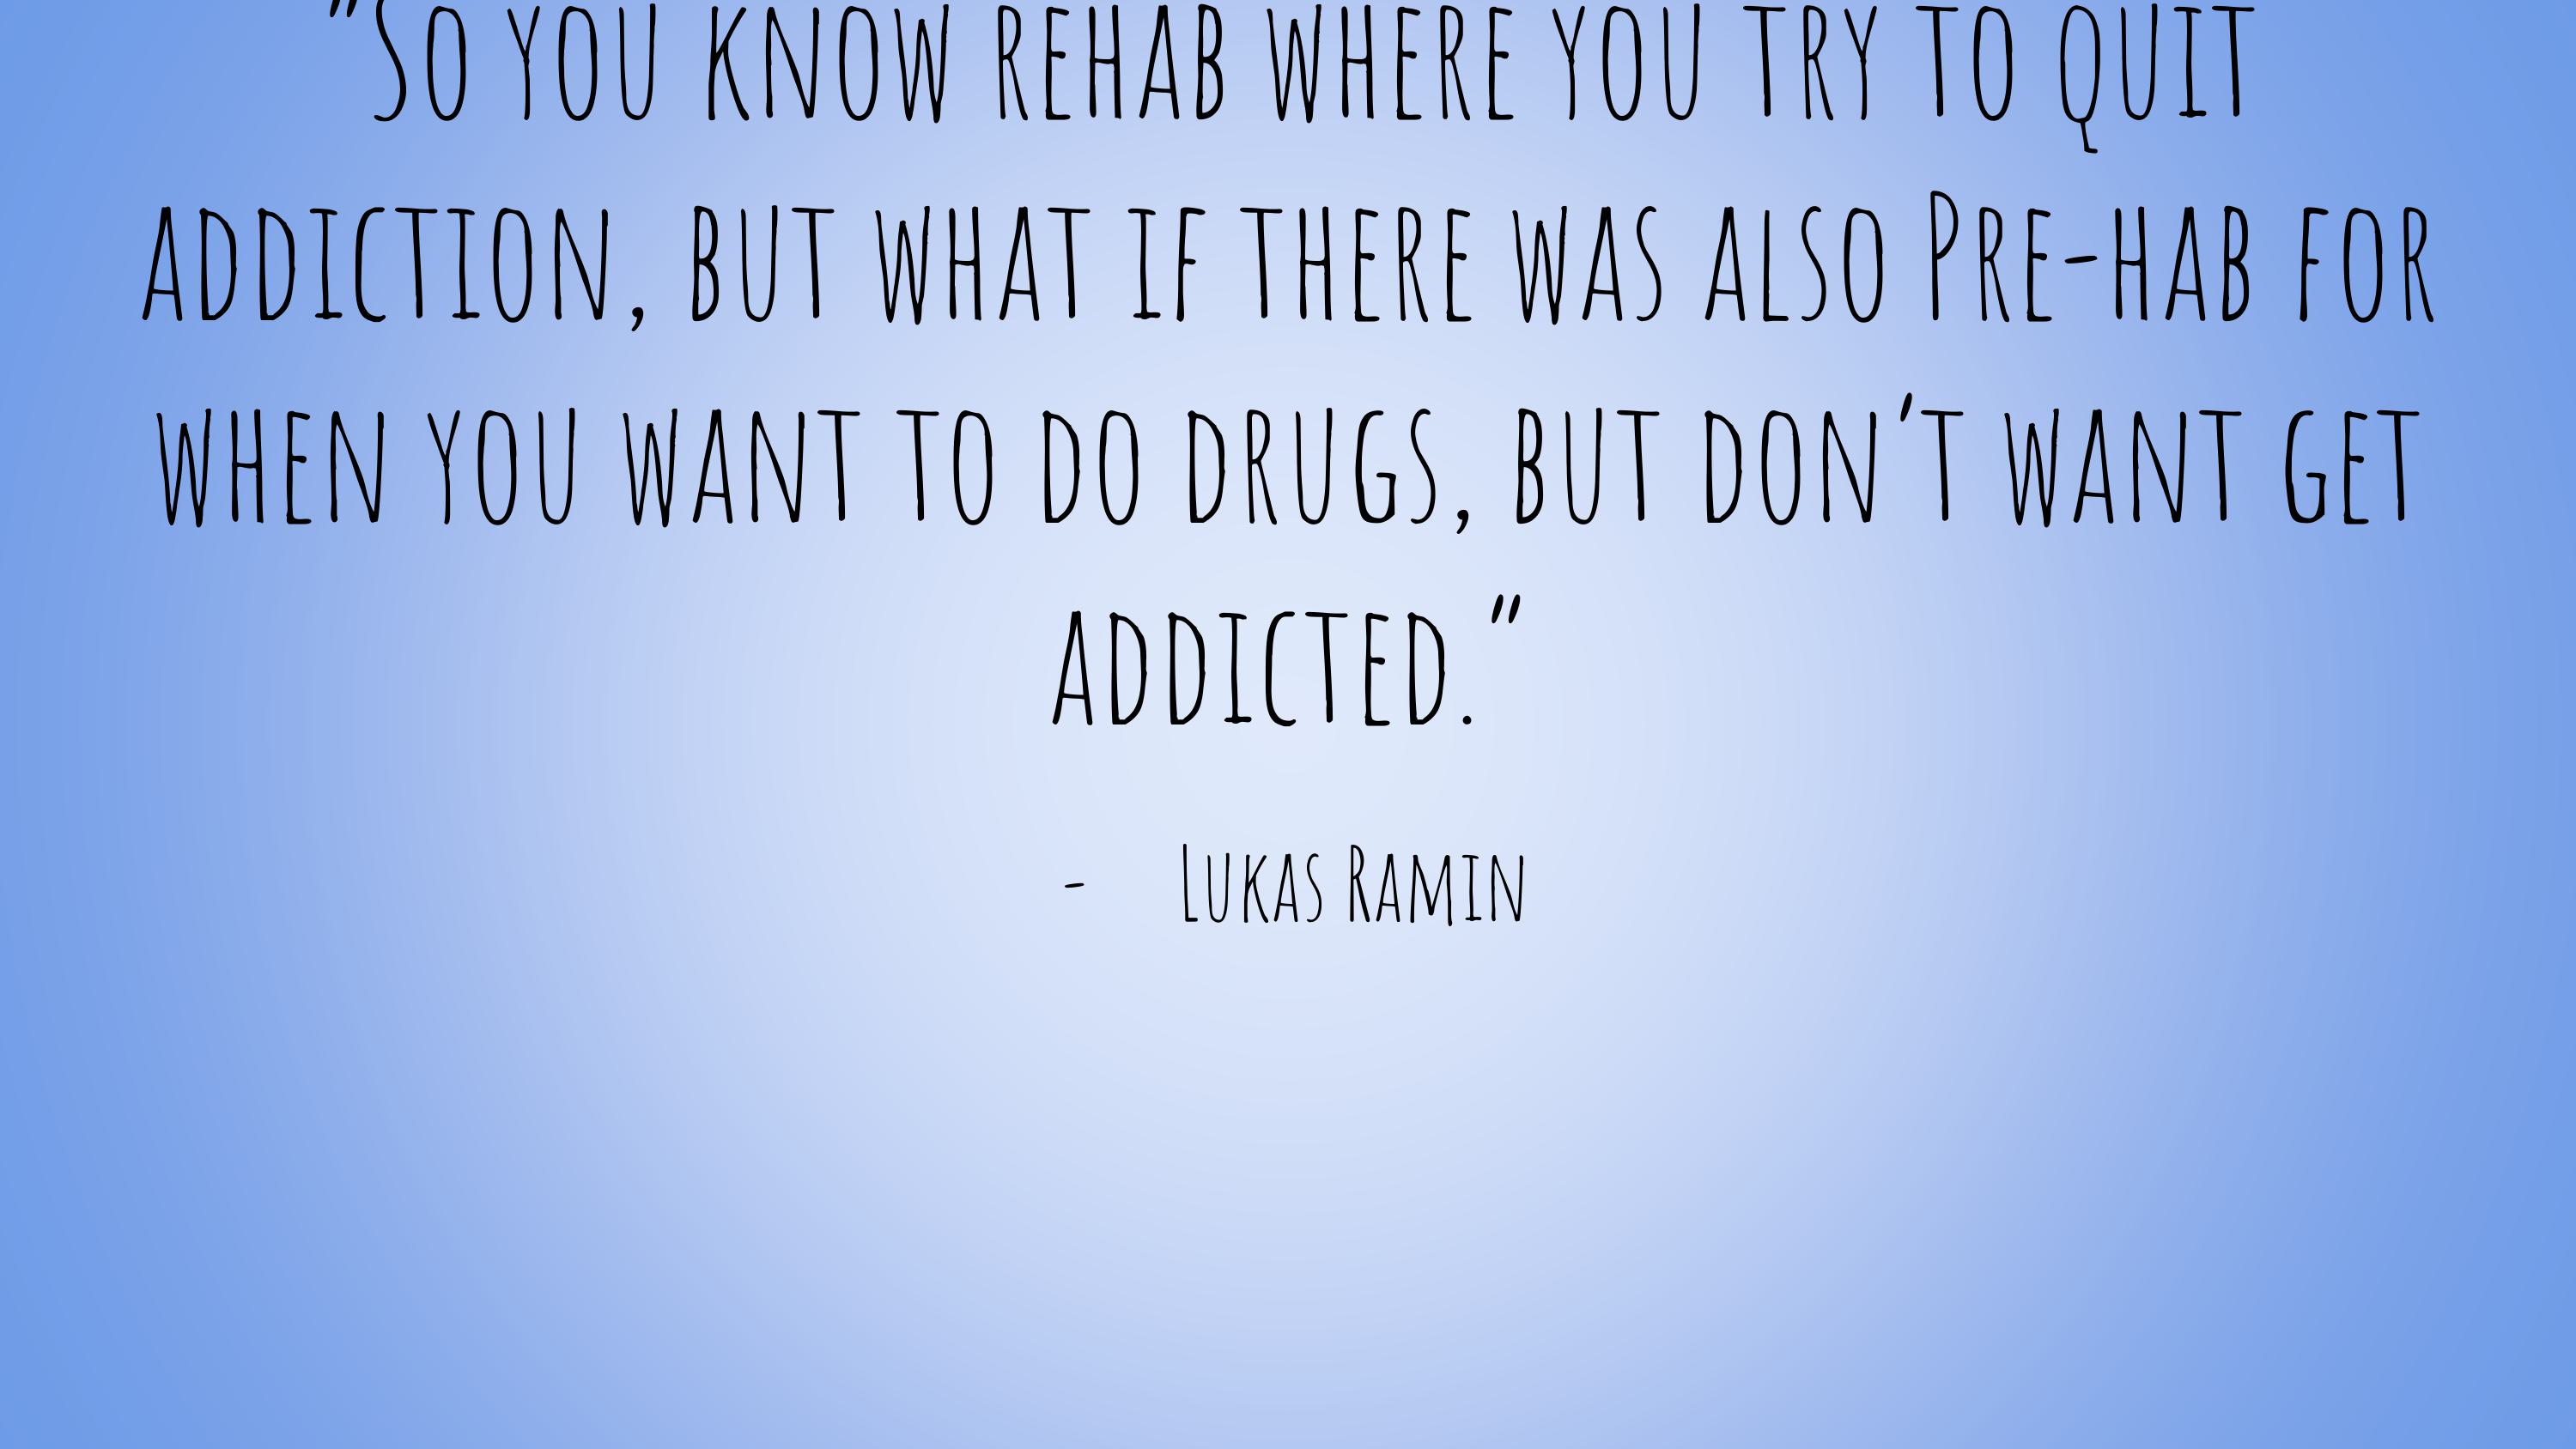 "So you know rehab where you try to quit
addiction, but what if there was also Pre-hab for
when you want to do drugs, but don't want get
addicted."
- Lukas Ramin